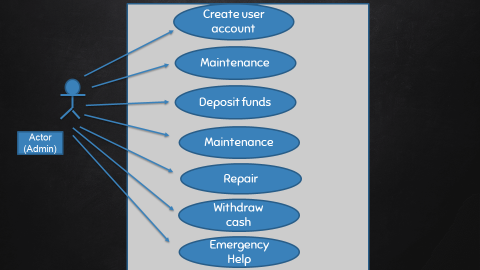 Create user
account
Maintenance
Deposit funds
Maintenance
Actor
(Admin)
Repair
Withdraw
cash
Emergency
Help